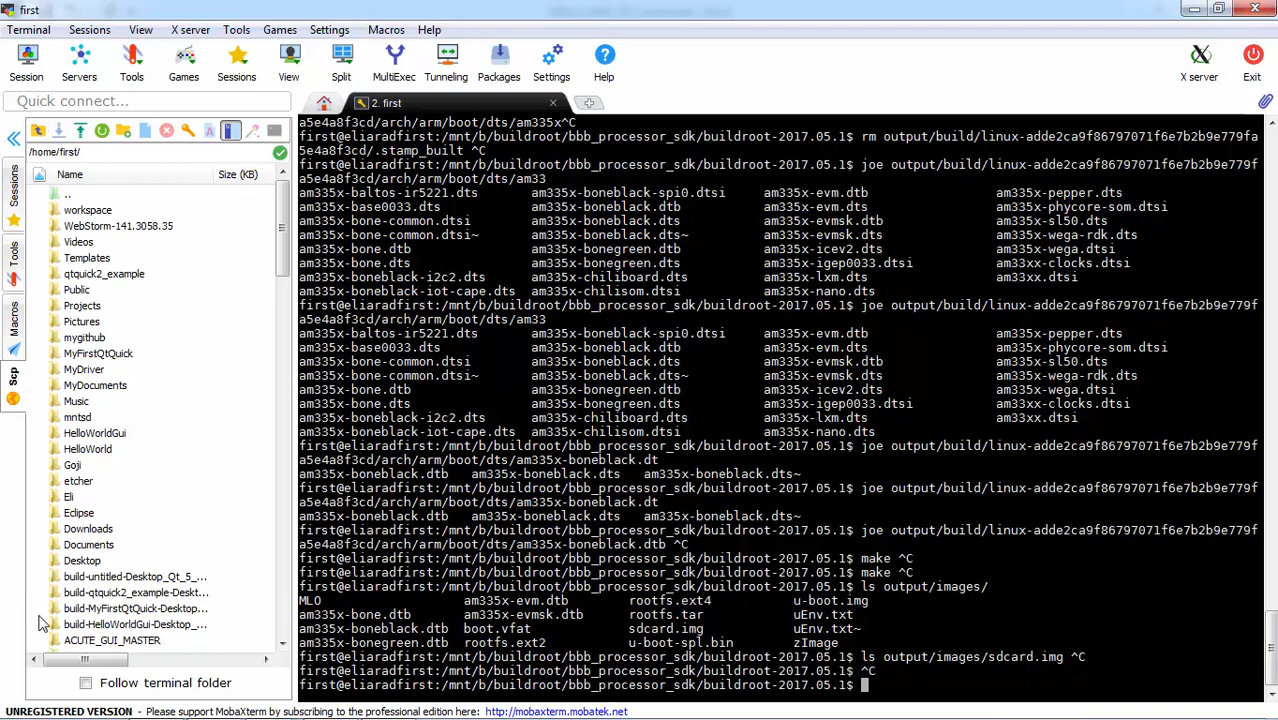 first
Terminal Sessions View X server Tools Games Settings Macros Help
Session Servers Tools Games Sessions View Split MultiExec Tunneling Packages Settings Help X server Exit
Quick connect...
2. first
/home/first/
Name Size (KB)
..
workspace
WebStorm-141.3058.35
Videos
Templates
qtquick2_example
Public
Projects
Pictures
mygithub
MyFirstQtQuick
MyDriver
MyDocuments
Music
mntsd
HelloWorldGui
HelloWorld
Goji
etcher
Eli
Eclipse
Downloads
Documents
Desktop
build-untitled-Desktop_Qt_5_...
build-qtquick2_example-Deskt...
build-MyFirstQtQuick-Desktop...
build-HelloWorldGui-Desktop_...
ACUTE_GUI_MASTER
Follow terminal folder
Sessions
Tools
Macros
Scp
a5e4a8f3cd/arch/arm/boot/dts/am335x^C
first@eliaradfirst:/mnt/b/buildroot/bbb_processor_sdk/buildroot-2017.05.1$ rm output/build/linux-adde2ca9f86797071f6e7b2b9e779fa
5e4a8f3cd/.stamp_built ^C
first@eliaradfirst:/mnt/b/buildroot/bbb_processor_sdk/buildroot-2017.05.1$ joe output/build/linux-adde2ca9f86797071f6e7b2b9e779f
a5e4a8f3cd/arch/arm/boot/dts/am33
am335x-baltos-ir5221.dts am335x-boneblack-spi0.dtsi am335x-evm.dtb am335x-pepper.dts
am335x-base0033.dts am335x-boneblack.dtb am335x-evm.dts am335x-phycore-som.dtsi
am335x-bone-common.dtsi am335x-boneblack.dts am335x-evmsk.dtb am335x-sl50.dts
am335x-bone-common.dtsi~ am335x-boneblack.dts~ am335x-evmsk.dts am335x-wega-rdk.dts
am335x-bone.dtb am335x-bonegreen.dtb am335x-icev2.dts am335x-wega.dtsi
am335x-bone.dts am335x-bonegreen.dts am335x-igep0033.dtsi am33xx-clocks.dtsi
am335x-boneblack-i2c2.dts am335x-chiliboard.dts am335x-lxm.dts am33xx.dtsi
am335x-boneblack-iot-cape.dts am335x-chilisom.dtsi am335x-nano.dts
first@eliaradfirst:/mnt/b/buildroot/bbb_processor_sdk/buildroot-2017.05.1$ joe output/build/linux-adde2ca9f86797071f6e7b2b9e779f
a5e4a8f3cd/arch/arm/boot/dts/am33
am335x-baltos-ir5221.dts am335x-boneblack-spi0.dtsi am335x-evm.dtb am335x-pepper.dts
am335x-base0033.dts am335x-boneblack.dtb am335x-evm.dts am335x-phycore-som.dtsi
am335x-bone-common.dtsi am335x-boneblack.dts am335x-evmsk.dtb am335x-sl50.dts
am335x-bone-common.dtsi~ am335x-boneblack.dts~ am335x-evmsk.dts am335x-wega-rdk.dts
am335x-bone.dtb am335x-bonegreen.dtb am335x-icev2.dts am335x-wega.dtsi
am335x-bone.dts am335x-bonegreen.dts am335x-igep0033.dtsi am33xx-clocks.dtsi
am335x-boneblack-i2c2.dts am335x-chiliboard.dts am335x-lxm.dts am33xx.dtsi
am335x-boneblack-iot-cape.dts am335x-chilisom.dtsi am335x-nano.dts
first@eliaradfirst:/mnt/b/buildroot/bbb_processor_sdk/buildroot-2017.05.1$ joe output/build/linux-adde2ca9f86797071f6e7b2b9e779f
a5e4a8f3cd/arch/arm/boot/dts/am335x-boneblack.dt
am335x-boneblack.dtb am335x-boneblack.dts am335x-boneblack.dts~
first@eliaradfirst:/mnt/b/buildroot/bbb_processor_sdk/buildroot-2017.05.1$ joe output/build/linux-adde2ca9f86797071f6e7b2b9e779f
a5e4a8f3cd/arch/arm/boot/dts/am335x-boneblack.dt
am335x-boneblack.dtb am335x-boneblack.dts am335x-boneblack.dts~
first@eliaradfirst:/mnt/b/buildroot/bbb_processor_sdk/buildroot-2017.05.1$ joe output/build/linux-adde2ca9f86797071f6e7b2b9e779f
a5e4a8f3cd/arch/arm/boot/dts/am335x-boneblack.dtb ^C
first@eliaradfirst:/mnt/b/buildroot/bbb_processor_sdk/buildroot-2017.05.1$ make ^C
first@eliaradfirst:/mnt/b/buildroot/bbb_processor_sdk/buildroot-2017.05.1$ make ^C
first@eliaradfirst:/mnt/b/buildroot/bbb_processor_sdk/buildroot-2017.05.1$ ls output/images/
MLO am335x-evm.dtb rootfs.ext4 u-boot.img
am335x-bone.dtb am335x-evmsk.dtb rootfs.tar uEnv.txt
am335x-boneblack.dtb boot.vfat sdcard.img uEnv.txt~
am335x-bonegreen.dtb rootfs.ext2 u-boot-spl.bin zImage
first@eliaradfirst:/mnt/b/buildroot/bbb_processor_sdk/buildroot-2017.05.1$ ls output/images/sdcard.img ^C
first@eliaradfirst:/mnt/b/buildroot/bbb_processor_sdk/buildroot-2017.05.1$ ^C
first@eliaradfirst:/mnt/b/buildroot/bbb_processor_sdk/buildroot-2017.05.1$
UNREGISTERED VERSION - Please support MobaXterm by subscribing to the professional edition here: http://mobaxterm.mobatek.net